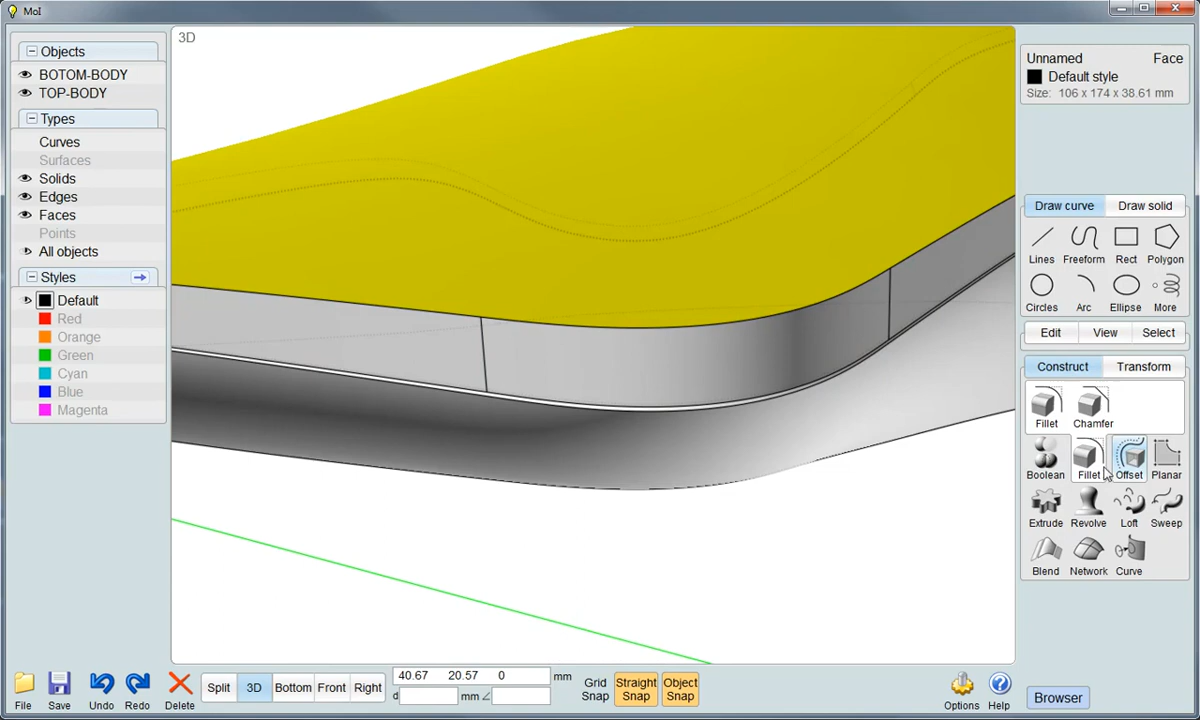 MoI
Objects
BOTOM-BODY
TOP-BODY
Types
Curves
Surfaces
Solids
Edges
Faces
Points
All objects
Styles
Default
Red
Orange
Green
Cyan
Blue
Magenta
3D
Unnamed Face
Default style
Size: 106 x 174 x 38.61 mm
Draw curve Draw solid
Lines Freeform Rect Polygon
Circles Arc Ellipse More
Edit View Select
Construct Transform
Fillet Chamfer
Boolean Fillet Offset Planar
Extrude Revolve Loft Sweep
Blend Network Curve
File Save Undo Redo Delete
Split 3D Bottom Front Right
40.67 20.57 0 mm
d mm
Grid Snap
Straight Snap
Object Snap
Options Help
Browser